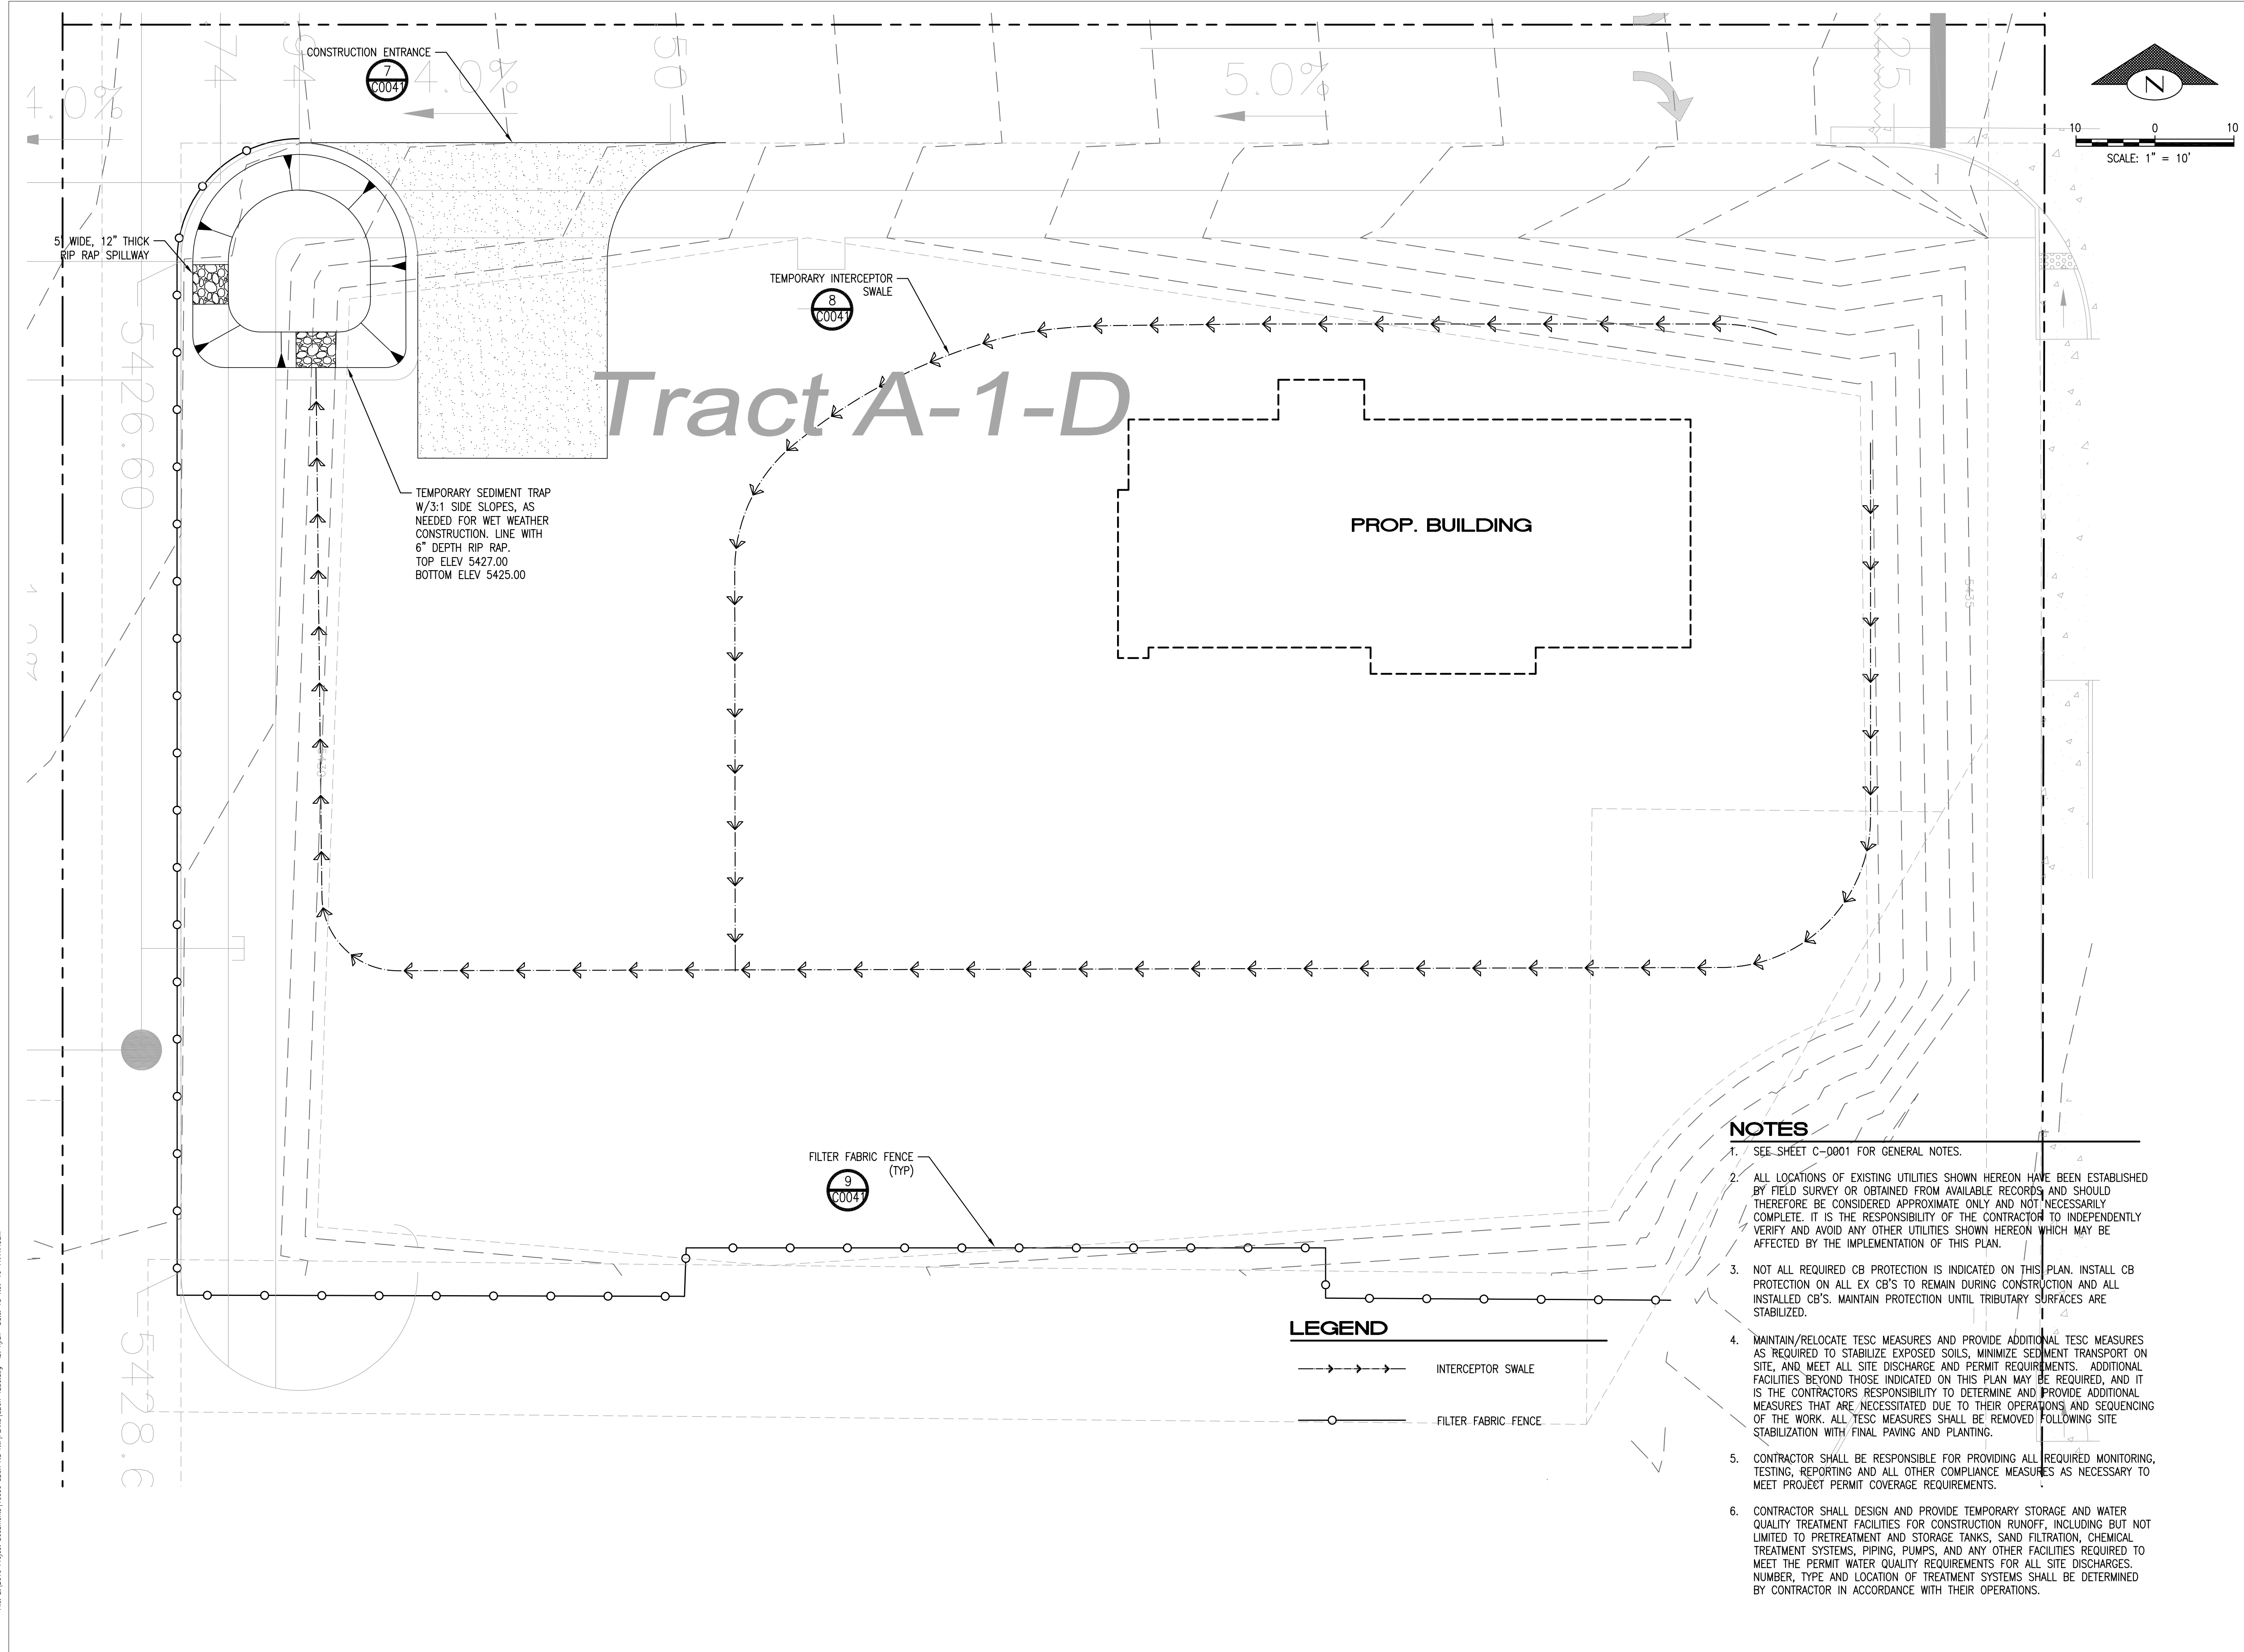 CONSTRUCTION ENTRANCE
7
C0041
74
94
50
25
4.0%
4.0%
5.0%
N
10 0 10
SCALE: 1" = 10'
5' WIDE, 12" THICK
RIP RAP SPILLWAY
5426.60
TEMPORARY INTERCEPTOR
SWALE
8
C0041
Tract A-1-D
TEMPORARY SEDIMENT TRAP
W/3:1 SIDE SLOPES, AS
NEEDED FOR WET WEATHER
CONSTRUCTION. LINE WITH
6" DEPTH RIP RAP.
TOP ELEV 5427.00
BOTTOM ELEV 5425.00
PROP. BUILDING
5435
5430
E
FILTER FABRIC FENCE
(TYP)
9
C0041
5428.6
LEGEND
INTERCEPTOR SWALE
FILTER FABRIC FENCE
NOTES
1. SEE SHEET C-0001 FOR GENERAL NOTES.
2. ALL LOCATIONS OF EXISTING UTILITIES SHOWN HEREON HAVE BEEN ESTABLISHED
BY FIELD SURVEY OR OBTAINED FROM AVAILABLE RECORDS AND SHOULD
THEREFORE BE CONSIDERED APPROXIMATE ONLY AND NOT NECESSARILY
COMPLETE. IT IS THE RESPONSIBILITY OF THE CONTRACTOR TO INDEPENDENTLY
VERIFY AND AVOID ANY OTHER UTILITIES SHOWN HEREON WHICH MAY BE
AFFECTED BY THE IMPLEMENTATION OF THIS PLAN.
3. NOT ALL REQUIRED CB PROTECTION IS INDICATED ON THIS PLAN. INSTALL CB
PROTECTION ON ALL EX CB'S TO REMAIN DURING CONSTRUCTION AND ALL
INSTALLED CB'S. MAINTAIN PROTECTION UNTIL TRIBUTARY SURFACES ARE
STABILIZED.
4. MAINTAIN/RELOCATE TESC MEASURES AND PROVIDE ADDITIONAL TESC MEASURES
AS REQUIRED TO STABILIZE EXPOSED SOILS, MINIMIZE SEDIMENT TRANSPORT ON
SITE, AND MEET ALL SITE DISCHARGE AND PERMIT REQUIREMENTS. ADDITIONAL
FACILITIES BEYOND THOSE INDICATED ON THIS PLAN MAY BE REQUIRED, AND IT
IS THE CONTRACTORS RESPONSIBILITY TO DETERMINE AND PROVIDE ADDITIONAL
MEASURES THAT ARE NECESSITATED DUE TO THEIR OPERATIONS AND SEQUENCING
OF THE WORK. ALL TESC MEASURES SHALL BE REMOVED FOLLOWING SITE
STABILIZATION WITH FINAL PAVING AND PLANTING.
5. CONTRACTOR SHALL BE RESPONSIBLE FOR PROVIDING ALL REQUIRED MONITORING,
TESTING, REPORTING AND ALL OTHER COMPLIANCE MEASURES AS NECESSARY TO
MEET PROJECT PERMIT COVERAGE REQUIREMENTS.
6. CONTRACTOR SHALL DESIGN AND PROVIDE TEMPORARY STORAGE AND WATER
QUALITY TREATMENT FACILITIES FOR CONSTRUCTION RUNOFF, INCLUDING BUT NOT
LIMITED TO PRETREATMENT AND STORAGE TANKS, SAND FILTRATION, CHEMICAL
TREATMENT SYSTEMS, PIPING, PUMPS, AND ANY OTHER FACILITIES REQUIRED TO
MEET THE PERMIT WATER QUALITY REQUIREMENTS FOR ALL SITE DISCHARGES.
NUMBER, TYPE AND LOCATION OF TREATMENT SYSTEMS SHALL BE DETERMINED
BY CONTRACTOR IN ACCORDANCE WITH THEIR OPERATIONS.